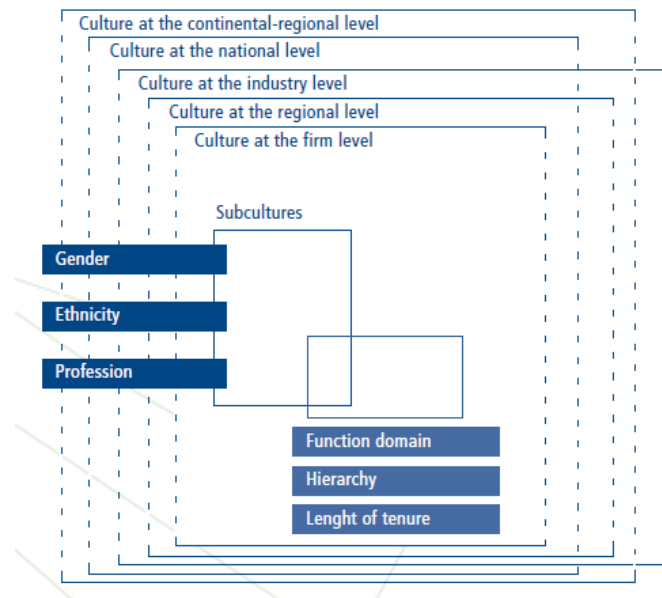 Culture at the continental-regional level
Culture at the national level
Culture at the industry level
Culture at the regional level
Culture at the firm level
Subcultures
Gender
Ethnicity
Profession
Function domain
Hierarchy
Lenght of tenure